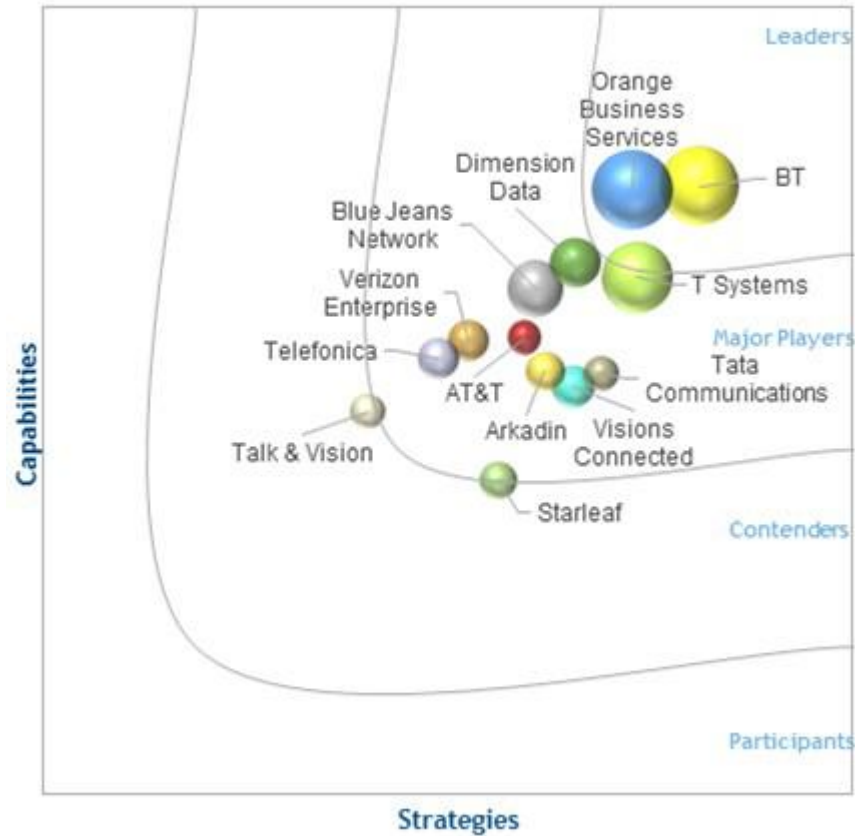 Leaders
Orange
Business
Services
Dimension
Data
BT
Blue Jeans
Network
Verizon
Enterprise
T Systems
Telefonica
Major Players
AT&T
Tata
Communications
Arkadin
Visions
Connected
Talk & Vision
Starleaf
Contenders
Participants
Capabilities
Strategies